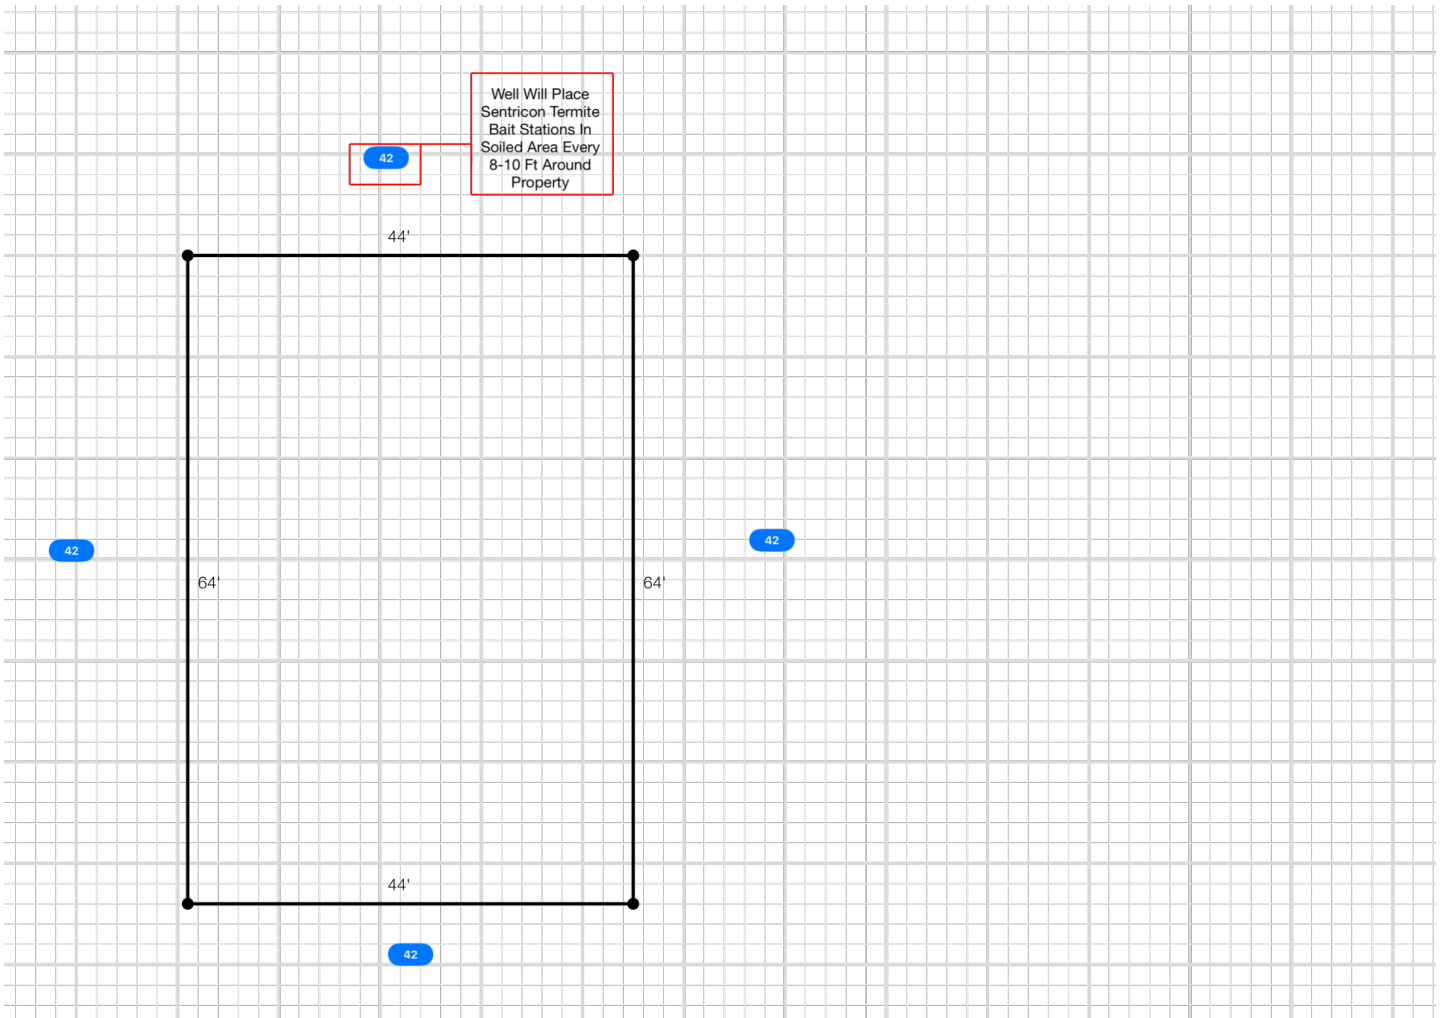 Well Will Place
Sentricon Termite
Bait Stations In
Soiled Area Every
8-10 Ft Around
Property
42
44'
42
42
64'
64'
44'
42